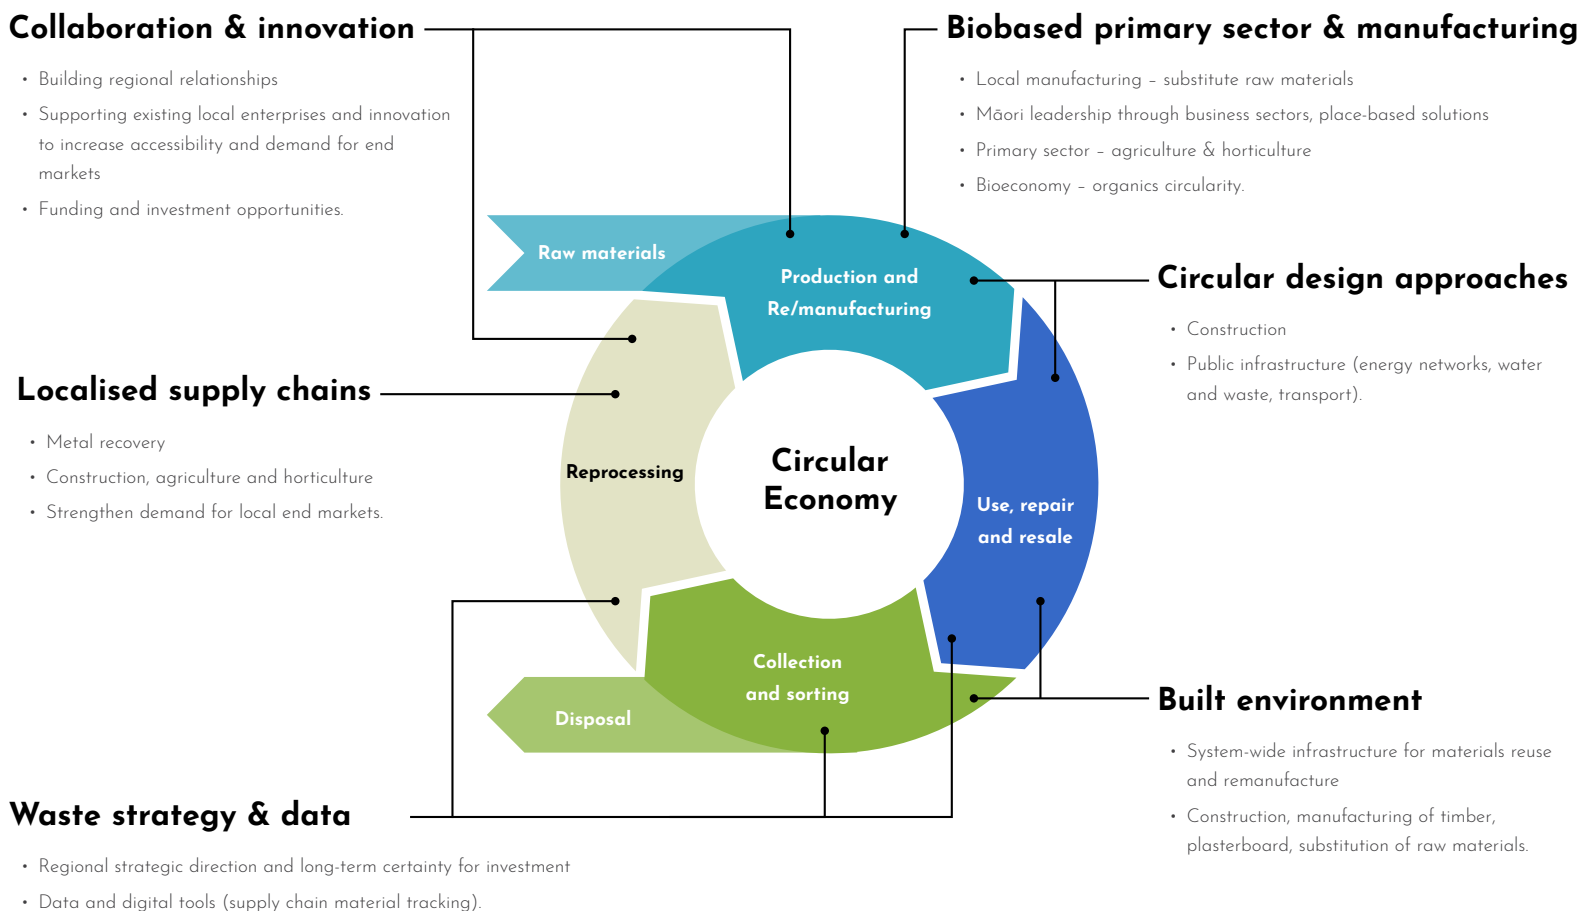 Collaboration & innovation
• Building regional relationships
• Supporting existing local enterprises and innovation
to increase accessibility and demand for end
markets
• Funding and investment opportunities.
Biobased primary sector & manufacturing
• Local manufacturing – substitute raw materials
• Māori leadership through business sectors, place-based solutions
• Primary sector – agriculture & horticulture
• Bioeconomy – organics circularity.
Raw materials
Production and
Re/manufacturing
Circular design approaches
• Construction
• Public infrastructure (energy networks, water
and waste, transport).
Localised supply chains
• Metal recovery
• Construction, agriculture and horticulture
• Strengthen demand for local end markets.
Reprocessing
Circular
Economy
Use, repair
and resale
Collection
and sorting
Disposal
Built environment
• System-wide infrastructure for materials reuse
and remanufacture
• Construction, manufacturing of timber,
plasterboard, substitution of raw materials.
Waste strategy & data
• Regional strategic direction and long-term certainty for investment
• Data and digital tools (supply chain material tracking).